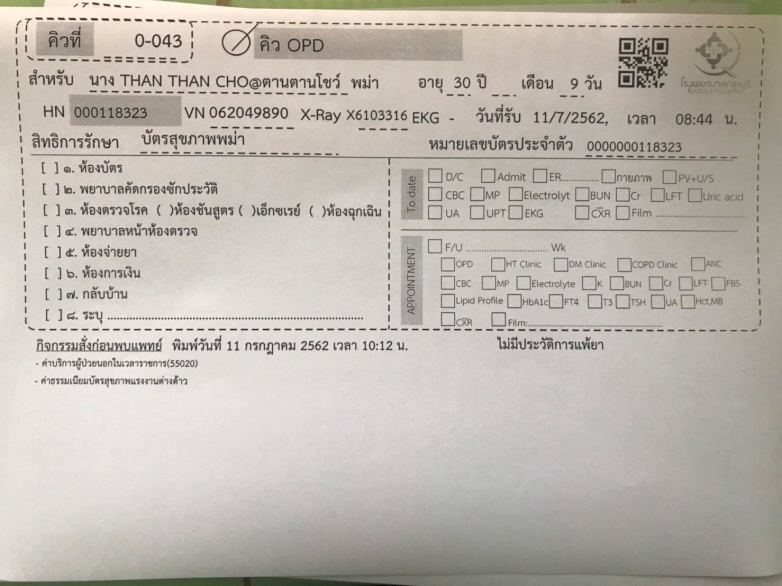 คิวที่ 0-043 คิว OPD
สำหรับ นาง THAN THAN CHO@ตานตานโชว์ พม่า อายุ 30 ปี เดือน 9 วัน
HN 000118323 VN 062049890 X-Ray X6103316 EKG - วันที่รับ 11/7/2562, เวลา 08:44 น.
สิทธิการรักษา บัตรสุขภาพพม่า หมายเลขบัตรประจำตัว 0000000118323
[ ] ๑. ห้องบัตร
[ ] ๒. พยาบาลคัดกรองซักประวัติ
[ ] ๓. ห้องตรวจโรค ( )ห้องชันสูตร ( )เอ็กซเรย์ ( )ห้องฉุกเฉิน
[ ] ๔. พยาบาลหน้าห้องตรวจ
[ ] ๕. ห้องจ่ายยา
[ ] ๖. ห้องการเงิน
[ ] ๗. กลับบ้าน
[ ] ๘. ระบุ ........................
To date
D/C Admit ER............ กายภาพ PV+U/S
CBC MP Electrolyt BUN Cr LFT Uric acid
UA UPT EKG CXR Film ........................
APPOINTMENT
F/U ........................ Wk
OPD HT Clinic DM Clinic COPD Clinic ANC
CBC MP Electrolyte K BUN Cr LFT FBS
Lipid Profile HbA1c FT4 T3 TSH UA Hct,MB
CXR Film:........................
กิจกรรมสั่งก่อนพบแพทย์ พิมพ์วันที่ 11 กรกฎาคม 2562 เวลา 10:12 น. ไม่มีประวัติการแพ้ยา
- ค่าบริการผู้ป่วยนอกในเวลาราชการ(55020)
- ค่าธรรมเนียมบัตรสุขภาพแรงงานต่างด้าว